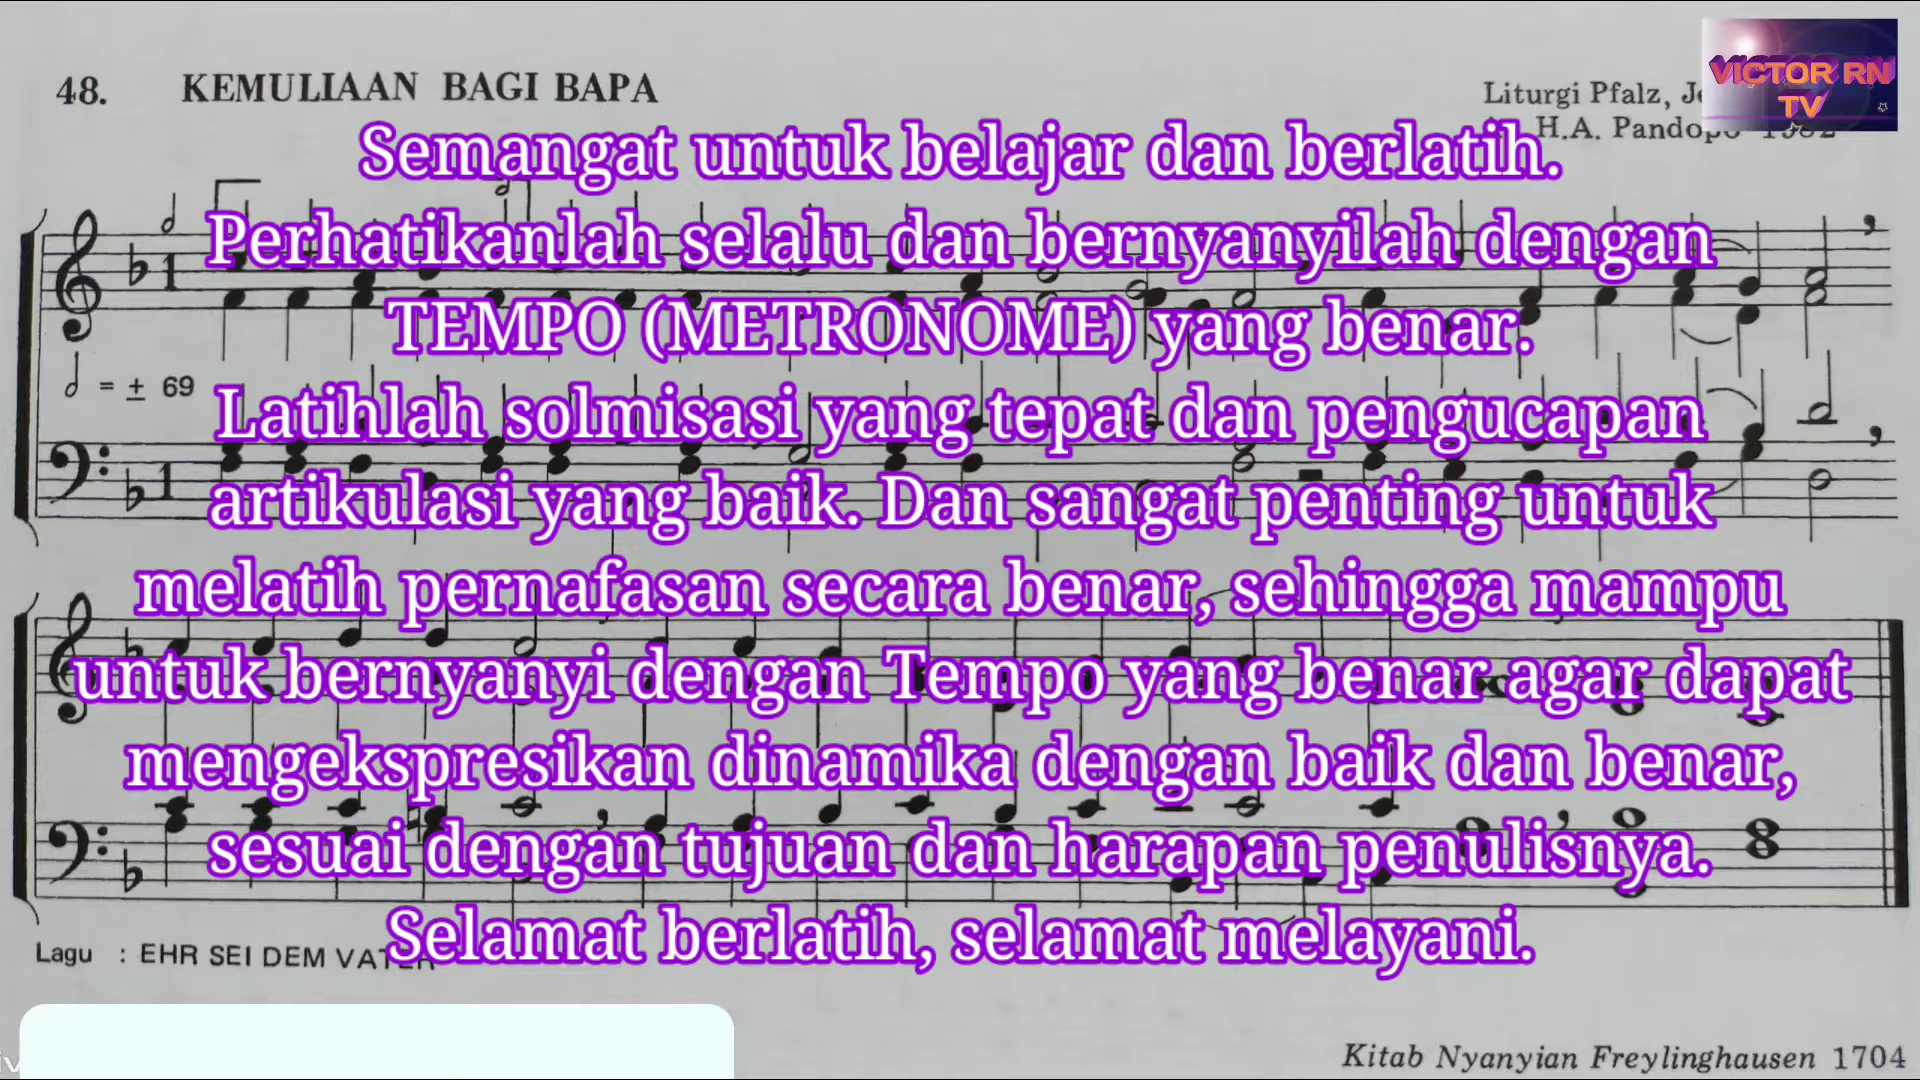 48. KEMULIAAN BAGI BAPA
Liturgi Pfalz,
H.A. Pandopo
VICTOR RN
TV
Semangat untuk belajar dan berlatih.
Perhatikanlah selalu dan bernyanyilah dengan
TEMPO (METRONOME) yang benar.
= ± 69
Latihlah solmisasi yang tepat dan pengucapan
artikulasi yang baik. Dan sangat penting untuk
melatih pernafasan secara benar, sehingga mampu
untuk bernyanyi dengan Tempo yang benar agar dapat
mengekspresikan dinamika dengan baik dan benar,
sesuai dengan tujuan dan harapan penulisnya.
Selamat berlatih, selamat melayani.
Lagu : EHR SEI DEM VATER
Kitab Nyanyian Freylinghausen 1704